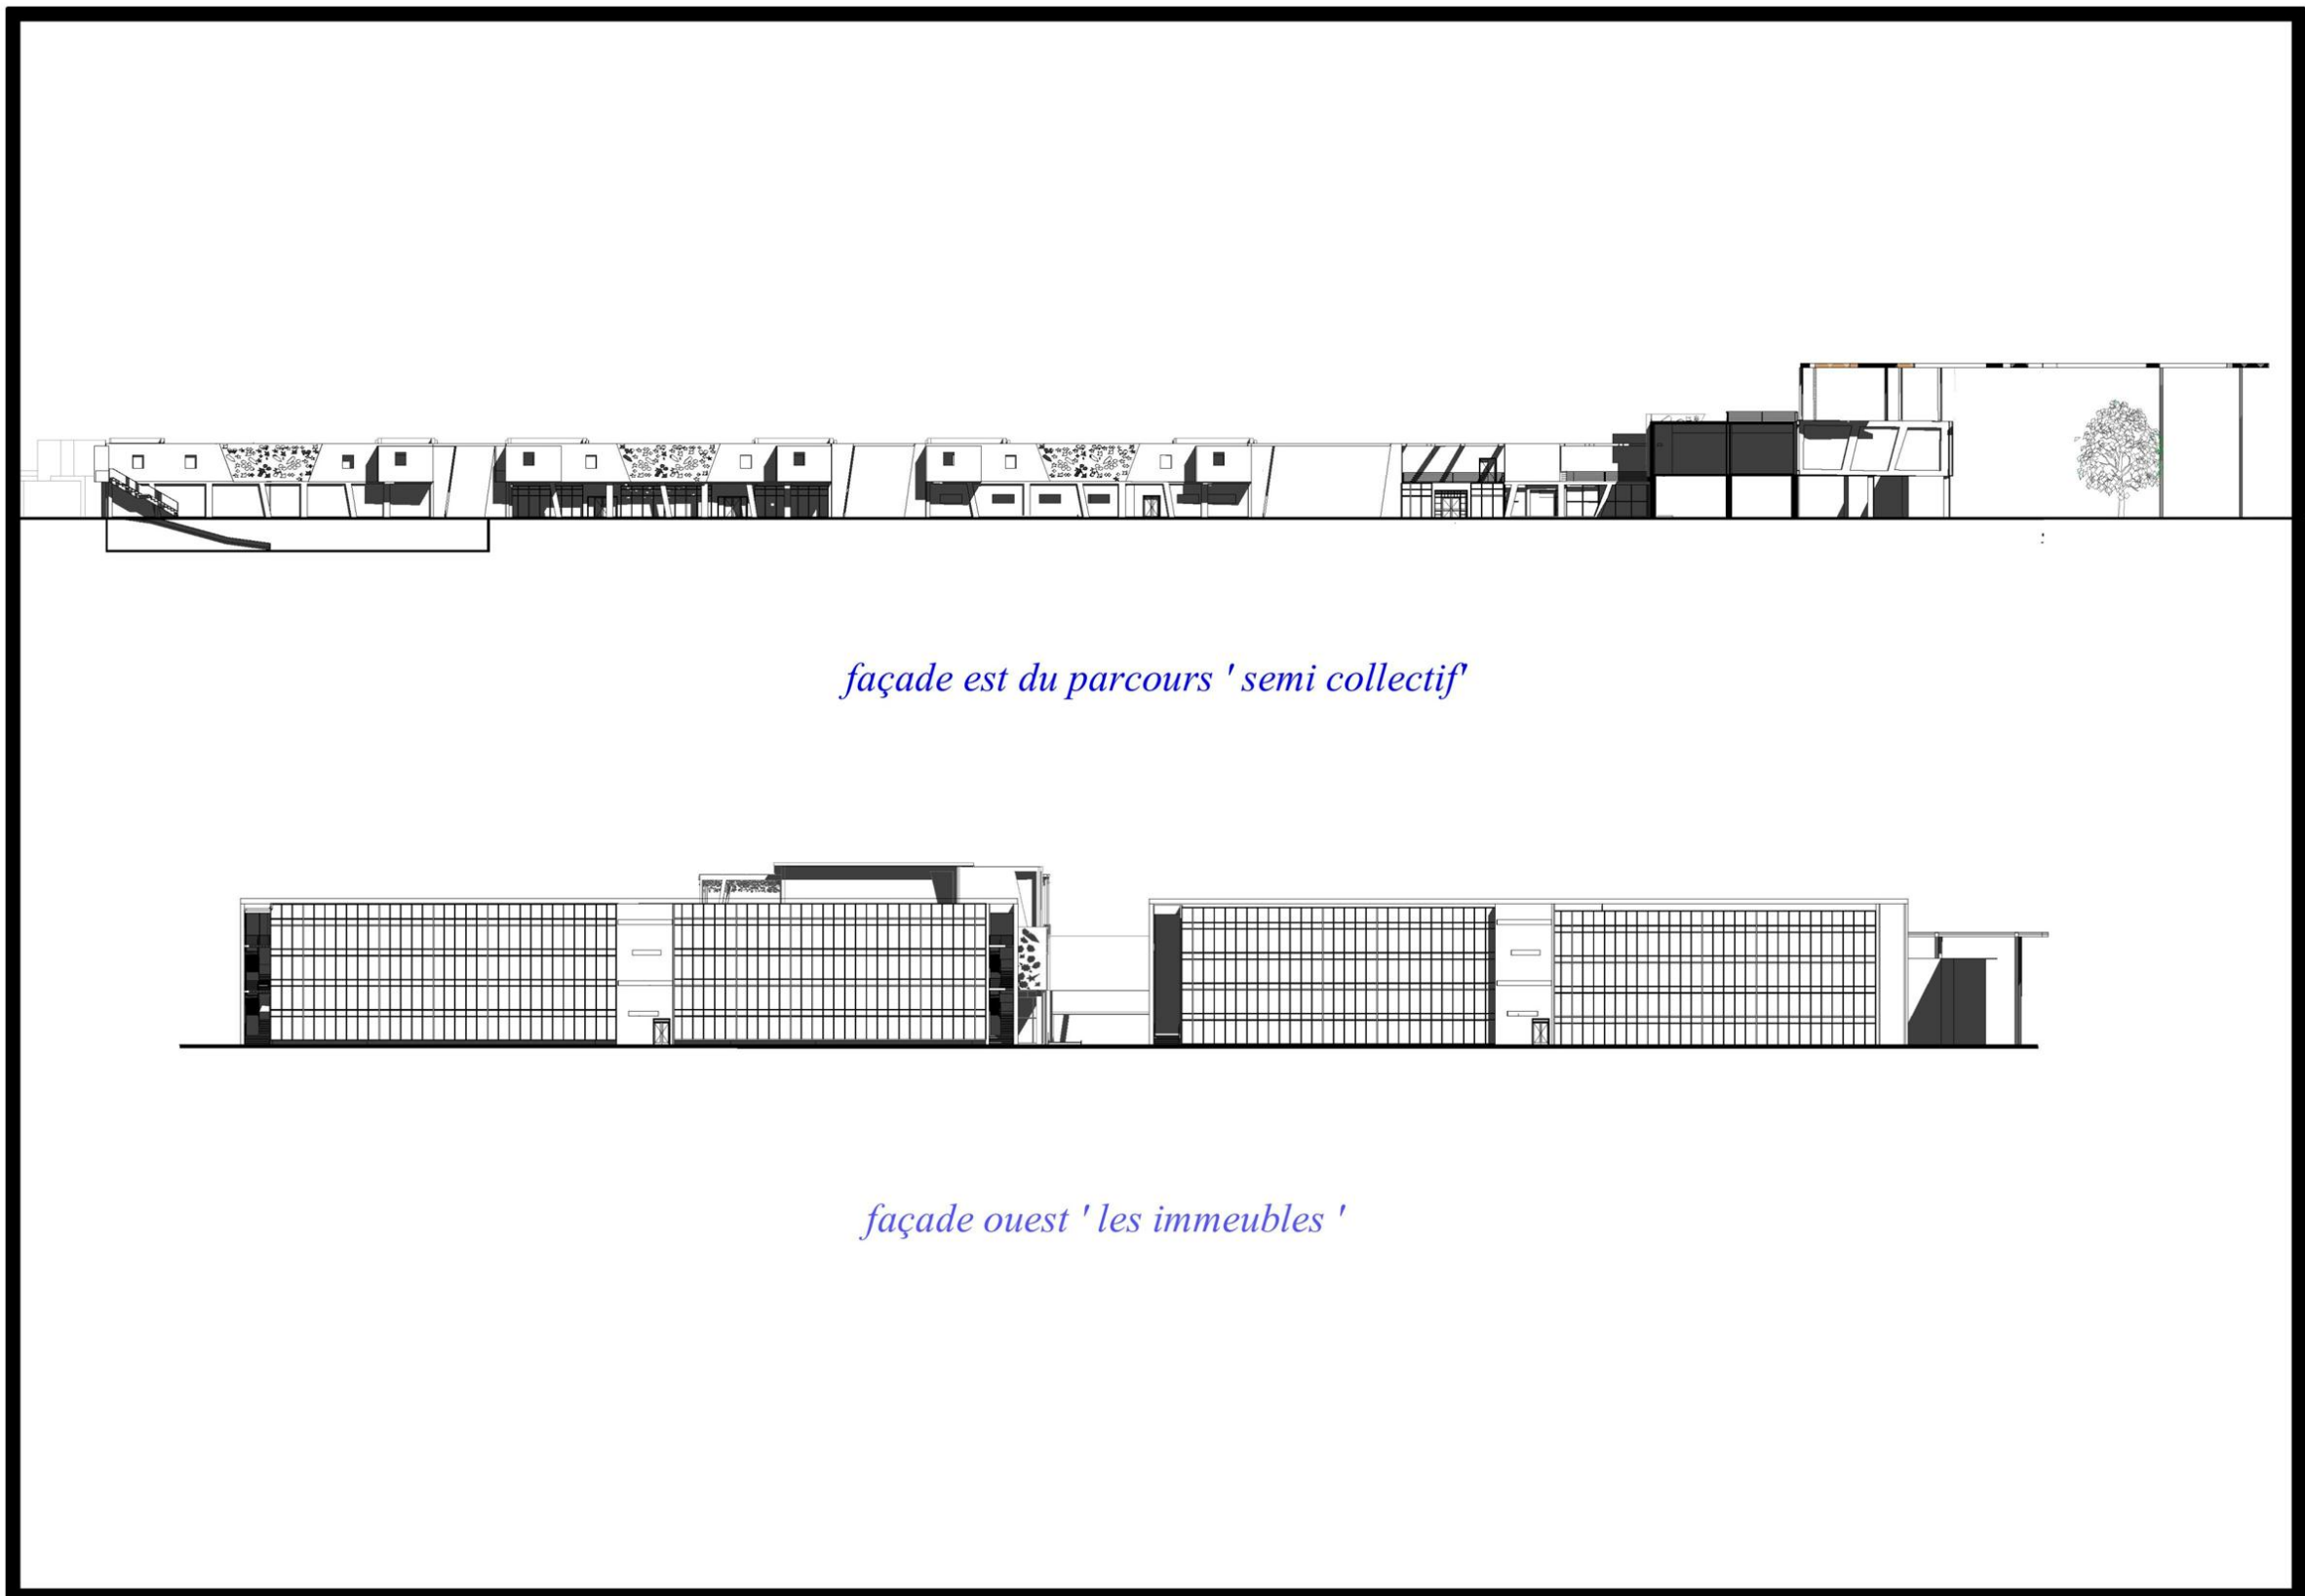 façade est du parcours ' semi collectif'
façade ouest ' les immeubles '